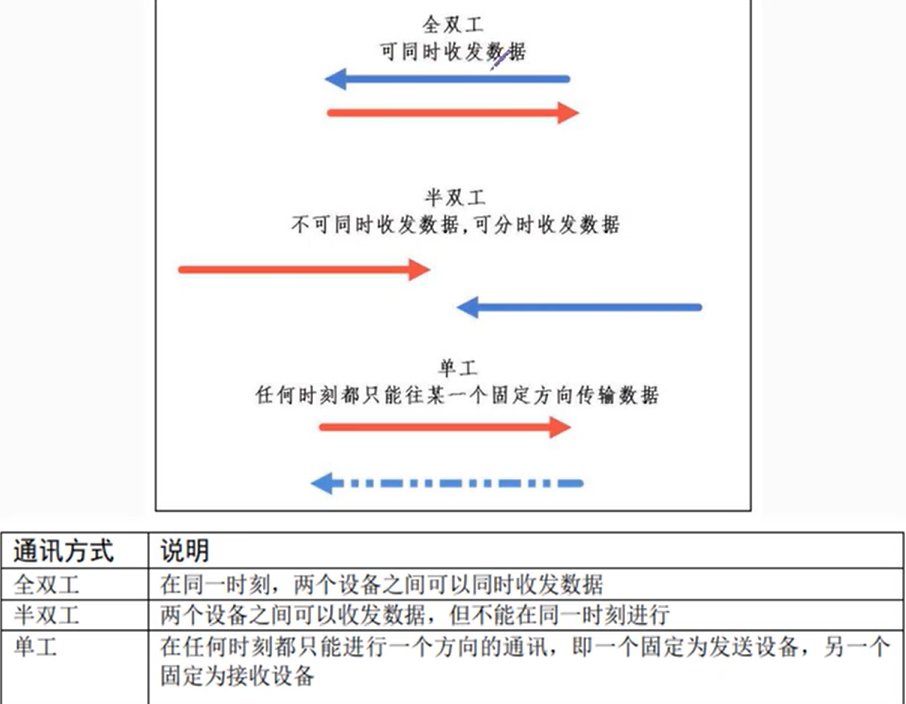 全双工
可同时收发数据
半双工
不可同时收发数据,可分时收发数据
单工
任何时刻都只能往某一个固定方向传输数据
通讯方式 说明
全双工 在同一时刻，两个设备之间可以同时收发数据
半双工 两个设备之间可以收发数据，但不能在同一时刻进行
单工 在任何时刻都只能进行一个方向的通讯，即一个固定为发送设备，另一个
固定为接收设备